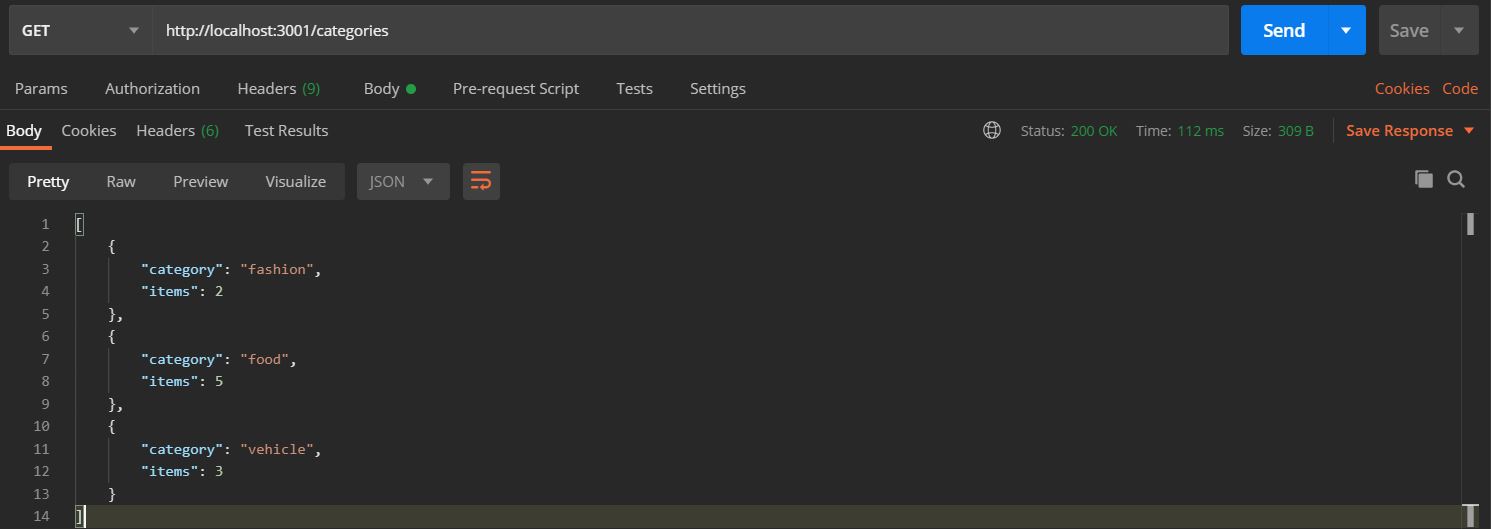 GET http://localhost:3001/categories Send Save
Params Authorization Headers (9) Body Pre-request Script Tests Settings Cookies Code
Body Cookies Headers (6) Test Results Status: 200 OK Time: 112 ms Size: 309 B Save Response
Pretty Raw Preview Visualize JSON
1 [
2 {
3 "category": "fashion",
4 "items": 2
5 },
6 {
7 "category": "food",
8 "items": 5
9 },
10 {
11 "category": "vehicle",
12 "items": 3
13 }
14 ]